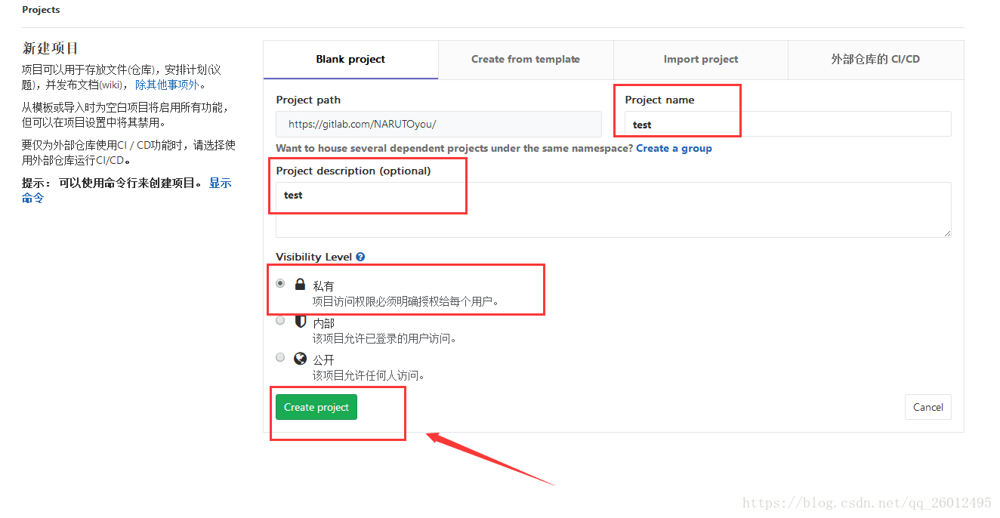 Projects
新建项目
项目可以用于存放文件(仓库)，安排计划(议
题)，并发布文档(wiki)， 除其他事项外。
从模板或导入时为空白项目将启用所有功能，
但可以在项目设置中将其禁用。
要仅为外部仓库使用CI / CD功能时，请选择使
用外部仓库运行CI/CD。
提示： 可以使用命令行来创建项目。 显示
命令
Blank project
Create from template
Import project
外部仓库的 CI/CD
Project path
Project name
https://gitlab.com/NARUTOyou/
test
Want to house several dependent projects under the same namespace? Create a group
Project description (optional)
test
Visibility Level ?
私有
项目访问权限必须明确授权给每个用户。
内部
该项目允许已登录的用户访问。
公开
该项目允许任何人访问。
Create project
Cancel
https://blog.csdn.net/qq_26012495